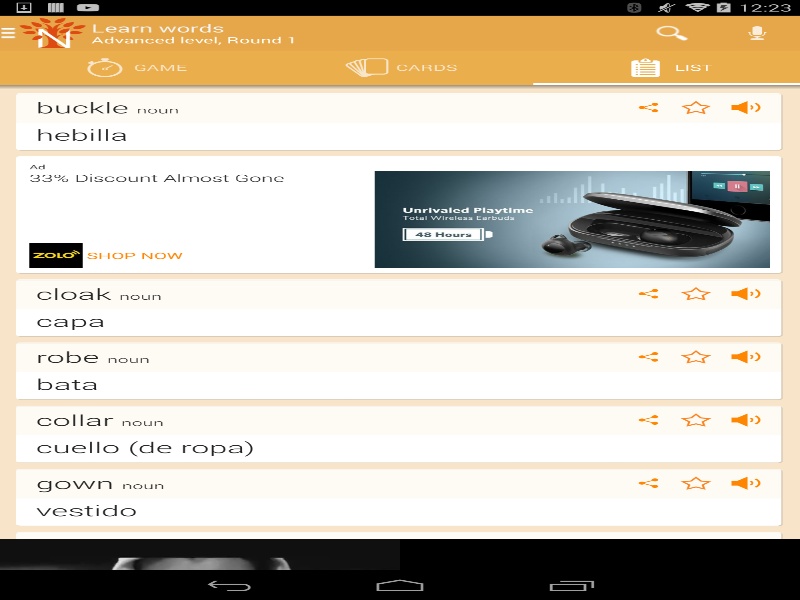 12:23
Learn words
Advanced level, Round 1
GAME
CARDS
LIST
buckle noun
hebilla
Ad
33% Discount Almost Gone
Unrivaled Playtime
Total Wireless Earbuds
48 Hours
ZOLO SHOP NOW
cloak noun
capa
robe noun
bata
collar noun
cuello (de ropa)
gown noun
vestido